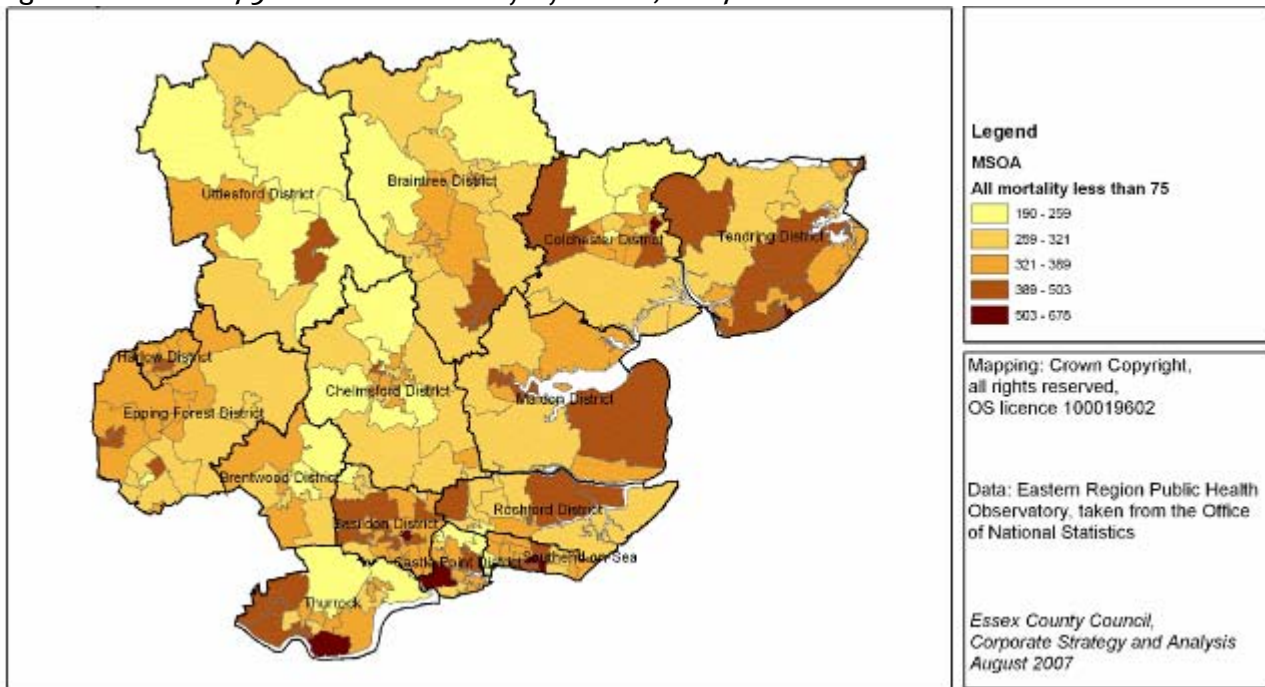 Uttlesford District
Braintree District
Colchester District
Tendring District
Harlow District
Epping Forest District
Chelmsford District
Maldon District
Brentwood District
Basildon District
Rochford District
Castle Point District
Southend-on-Sea
Thurrock
Legend
MSOA
All mortality less than 75
190 - 259
259 - 321
321 - 389
389 - 503
503 - 678
Mapping: Crown Copyright,
all rights reserved,
OS licence 100019602
Data: Eastern Region Public Health
Observatory, taken from the Office
of National Statistics
Essex County Council,
Corporate Strategy and Analysis
August 2007